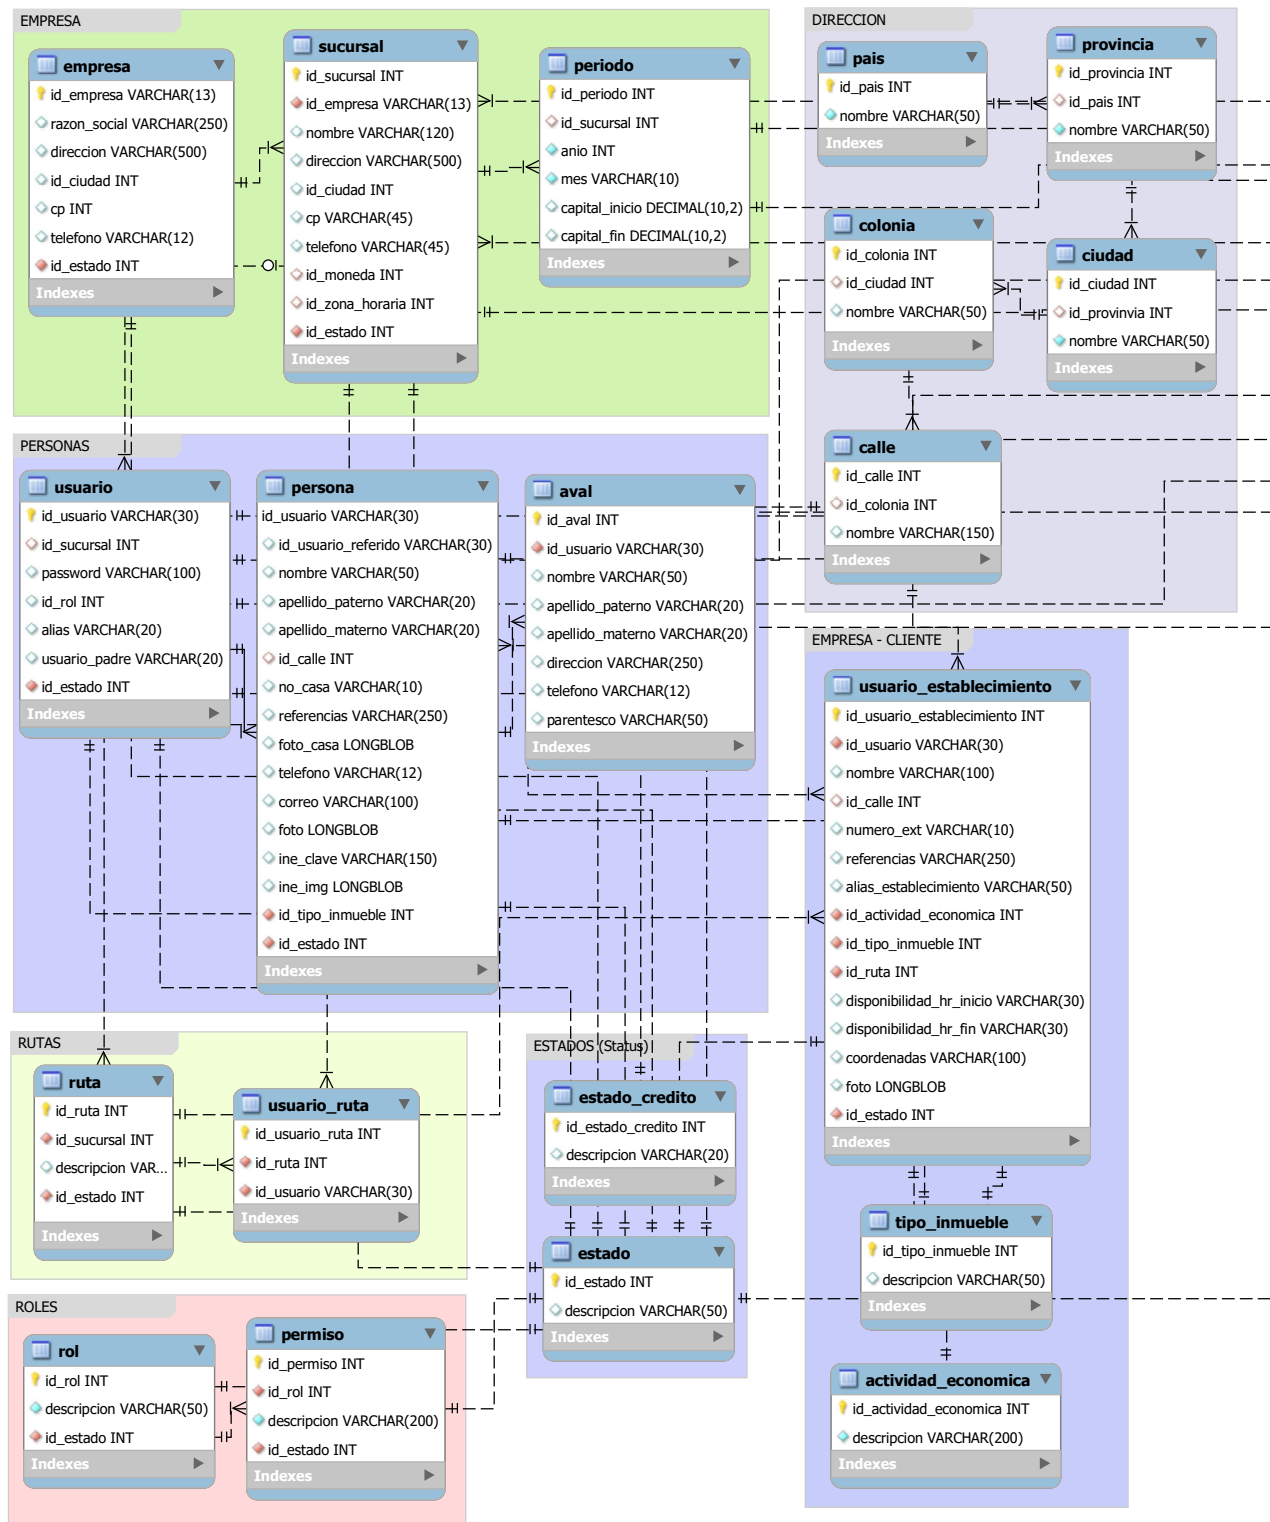 EMPRESA
empresa
id_empresa VARCHAR(13)
razon_social VARCHAR(250)
direccion VARCHAR(500)
id_ciudad INT
cp INT
telefono VARCHAR(12)
id_estado INT
Indexes
sucursal
id_sucursal INT
id_empresa VARCHAR(13)
nombre VARCHAR(120)
direccion VARCHAR(500)
id_ciudad INT
cp VARCHAR(45)
telefono VARCHAR(45)
id_moneda INT
id_zona_horaria INT
id_estado INT
Indexes
periodo
id_periodo INT
id_sucursal INT
anio INT
mes VARCHAR(10)
capital_inicio DECIMAL(10,2)
capital_fin DECIMAL(10,2)
Indexes
DIRECCION
pais
id_pais INT
nombre VARCHAR(50)
Indexes
provincia
id_provincia INT
id_pais INT
nombre VARCHAR(50)
Indexes
colonia
id_colonia INT
id_ciudad INT
nombre VARCHAR(50)
Indexes
ciudad
id_ciudad INT
id_provinvia INT
nombre VARCHAR(50)
Indexes
calle
id_calle INT
id_colonia INT
nombre VARCHAR(150)
Indexes
PERSONAS
usuario
id_usuario VARCHAR(30)
id_sucursal INT
password VARCHAR(100)
id_rol INT
alias VARCHAR(20)
usuario_padre VARCHAR(20)
id_estado INT
Indexes
persona
id_usuario VARCHAR(30)
id_usuario_referido VARCHAR(30)
nombre VARCHAR(50)
apellido_paterno VARCHAR(20)
apellido_materno VARCHAR(20)
id_calle INT
no_casa VARCHAR(10)
referencias VARCHAR(250)
foto_casa LONGBLOB
telefono VARCHAR(12)
correo VARCHAR(100)
foto LONGBLOB
ine_clave VARCHAR(150)
ine_img LONGBLOB
id_tipo_inmueble INT
id_estado INT
Indexes
aval
id_aval INT
id_usuario VARCHAR(30)
nombre VARCHAR(50)
apellido_paterno VARCHAR(20)
apellido_materno VARCHAR(20)
direccion VARCHAR(250)
telefono VARCHAR(12)
parentesco VARCHAR(50)
Indexes
EMPRESA - CLIENTE
usuario_establecimiento
id_usuario_establecimiento INT
id_usuario VARCHAR(30)
nombre VARCHAR(100)
id_calle INT
numero_ext VARCHAR(10)
referencias VARCHAR(250)
alias_establecimiento VARCHAR(50)
id_actividad_economica INT
id_tipo_inmueble INT
id_ruta INT
disponibilidad_hr_inicio VARCHAR(30)
disponibilidad_hr_fin VARCHAR(30)
coordenadas VARCHAR(100)
foto LONGBLOB
id_estado INT
Indexes
tipo_inmueble
id_tipo_inmueble INT
descripcion VARCHAR(50)
Indexes
actividad_economica
id_actividad_economica INT
descripcion VARCHAR(200)
Indexes
RUTAS
ruta
id_ruta INT
id_sucursal INT
descripcion VAR...
id_estado INT
Indexes
usuario_ruta
id_usuario_ruta INT
id_ruta INT
id_usuario VARCHAR(30)
Indexes
ESTADOS (Status)
estado_credito
id_estado_credito INT
descripcion VARCHAR(20)
Indexes
estado
id_estado INT
descripcion VARCHAR(50)
Indexes
ROLES
rol
id_rol INT
descripcion VARCHAR(50)
id_estado INT
Indexes
permiso
id_permiso INT
id_rol INT
descripcion VARCHAR(200)
id_estado INT
Indexes